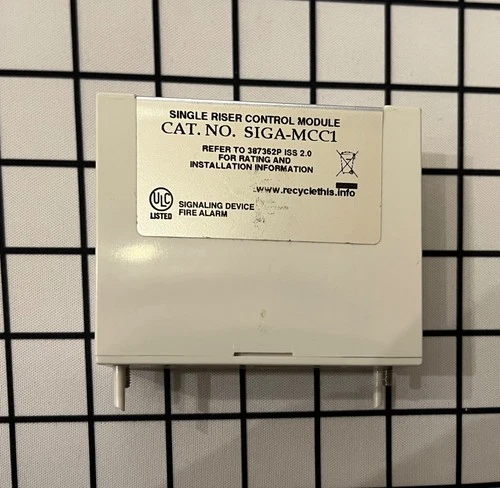 SINGLE RISER CONTROL MODULE
CAT. NO. SIGA-MCC1
REFER TO 387352P ISS 2.0
FOR RATING AND
INSTALLATION INFORMATION
www.recyclethis.info
ULC
LISTED
SIGNALING DEVICE
FIRE ALARM